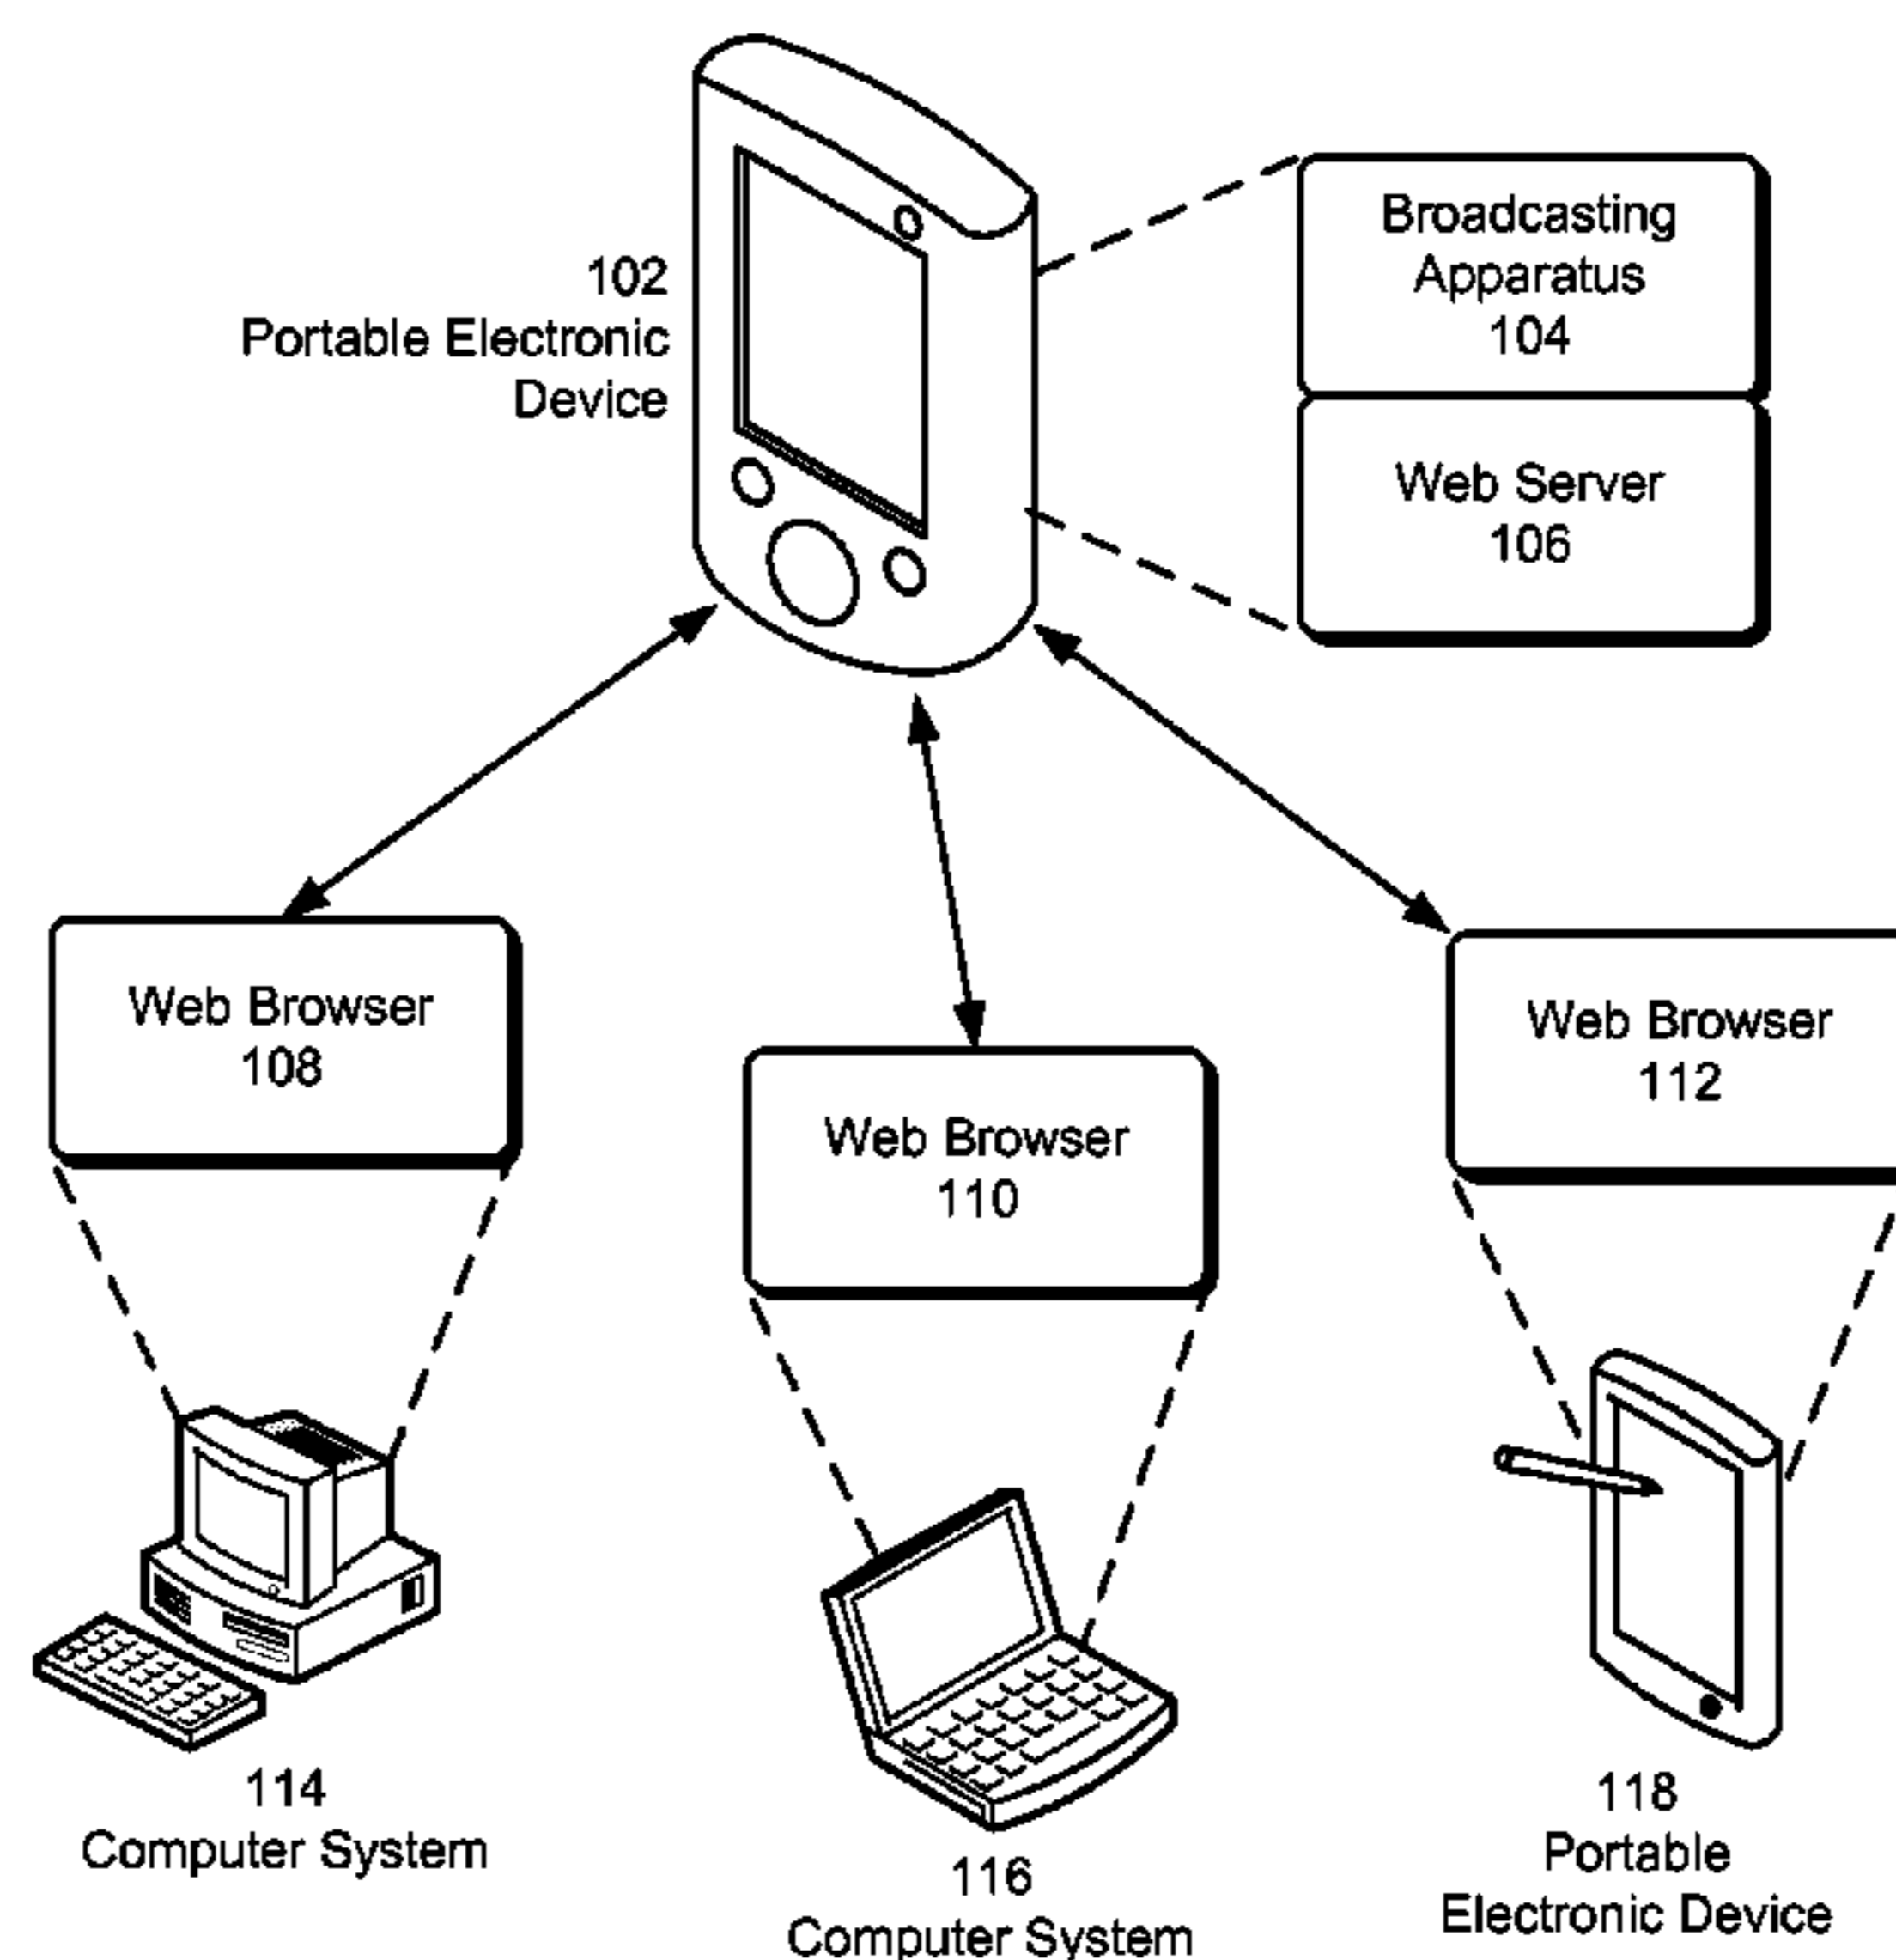 102
Portable Electronic
Device
Broadcasting
Apparatus
104
Web Server
106
Web Browser
108
Web Browser
110
Web Browser
112
114
Computer System
116
Computer System
118
Portable
Electronic Device